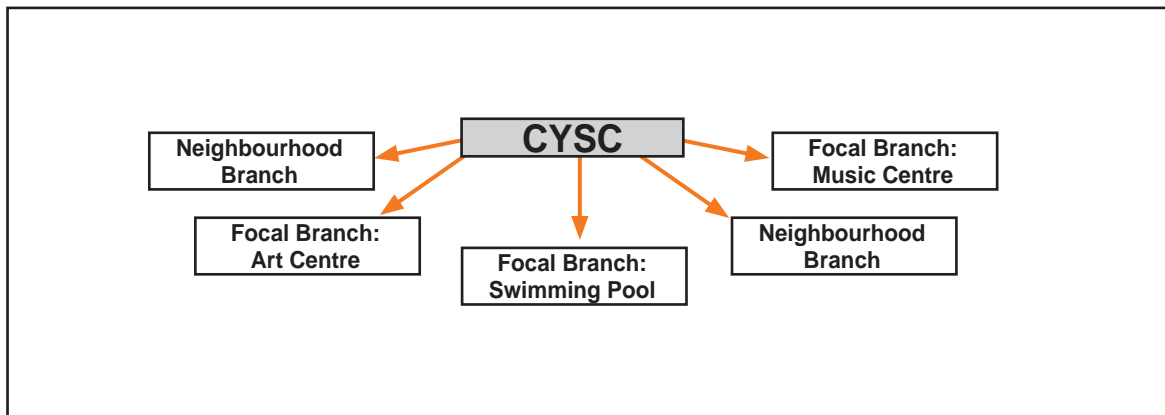 CYSC
Neighbourhood
Branch
Focal Branch:
Music Centre
Focal Branch:
Art Centre
Neighbourhood
Branch
Focal Branch:
Swimming Pool